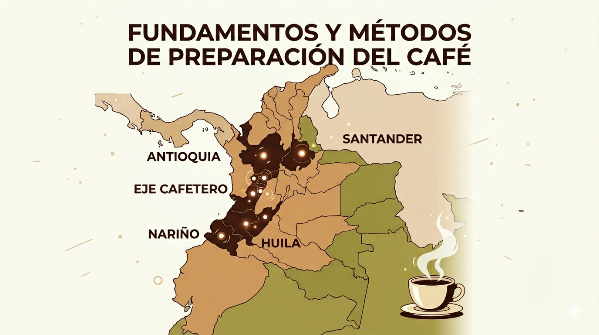 FUNDAMENTOS Y MÉTODOS
DE PREPARACIÓN DEL CAFÉ
SANTANDER
ANTIOQUIA
EJE CAFETERO
NARIÑO
HUILA